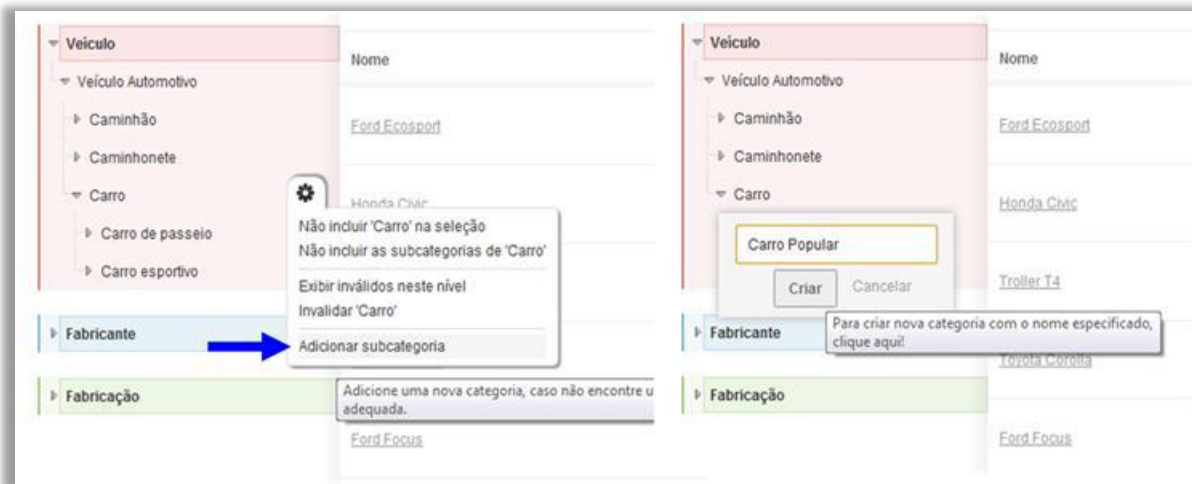 Veículo
Nome
Veículo Automotivo
Caminhão
Ford Ecosport
Caminhonete
Carro
Honda Civic
Não incluir 'Carro' na seleção
Carro de passeio
Não incluir as subcategorias de 'Carro'
Carro esportivo
Exibir inválidos neste nível
Invalidar 'Carro'
Fabricante
Adicionar subcategoria
Adicione uma nova categoria, caso não encontre u
adequada.
Fabricação
Ford Focus
Veículo
Nome
Veículo Automotivo
Caminhão
Ford Ecosport
Caminhonete
Carro
Honda Civic
Carro Popular
Criar Cancelar
Troller T4
Para criar nova categoria com o nome especificado,
clique aqui!
Fabricante
Toyota Corolla
Fabricação
Ford Focus